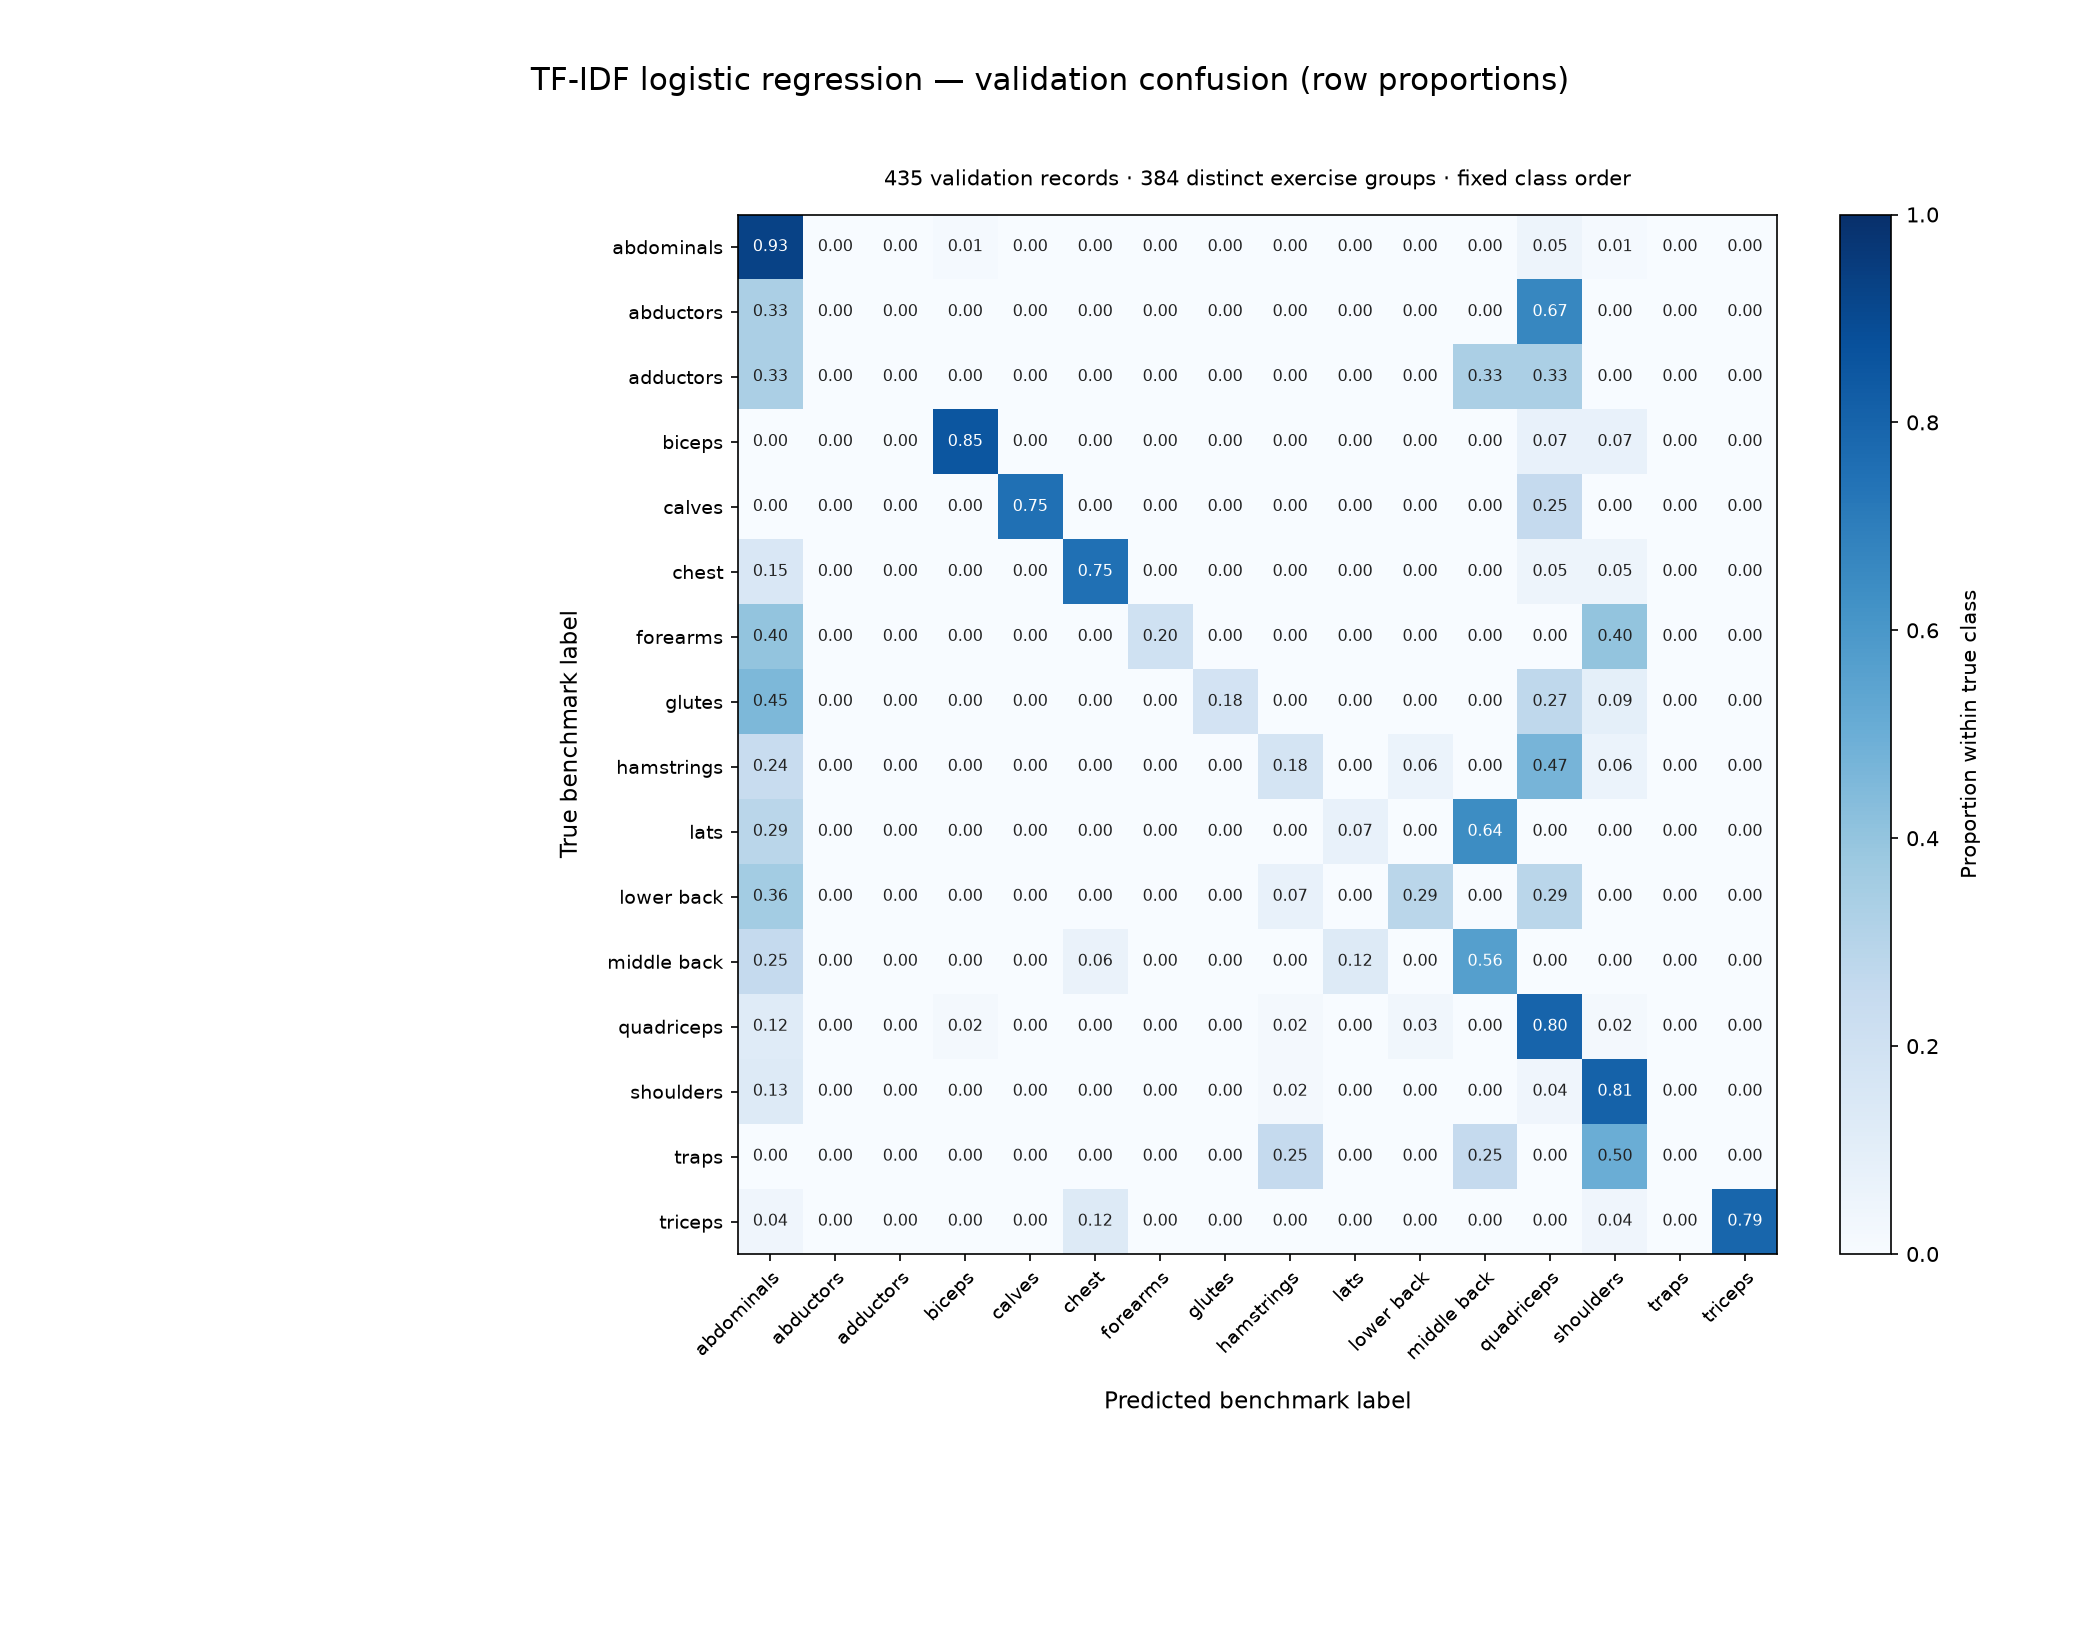 TF-IDF logistic regression — validation confusion (row proportions)
435 validation records · 384 distinct exercise groups · fixed class order
True benchmark label
abdominals 0.93 0.00 0.00 0.01 0.00 0.00 0.00 0.00 0.00 0.00 0.00 0.00 0.05 0.01 0.00 0.00
abductors 0.33 0.00 0.00 0.00 0.00 0.00 0.00 0.00 0.00 0.00 0.00 0.00 0.67 0.00 0.00 0.00
adductors 0.33 0.00 0.00 0.00 0.00 0.00 0.00 0.00 0.00 0.00 0.00 0.33 0.33 0.00 0.00 0.00
biceps 0.00 0.00 0.00 0.85 0.00 0.00 0.00 0.00 0.00 0.00 0.00 0.00 0.07 0.07 0.00 0.00
calves 0.00 0.00 0.00 0.00 0.75 0.00 0.00 0.00 0.00 0.00 0.00 0.00 0.25 0.00 0.00 0.00
chest 0.15 0.00 0.00 0.00 0.00 0.75 0.00 0.00 0.00 0.00 0.00 0.00 0.05 0.05 0.00 0.00
forearms 0.40 0.00 0.00 0.00 0.00 0.00 0.20 0.00 0.00 0.00 0.00 0.00 0.00 0.40 0.00 0.00
glutes 0.45 0.00 0.00 0.00 0.00 0.00 0.00 0.18 0.00 0.00 0.00 0.00 0.27 0.09 0.00 0.00
hamstrings 0.24 0.00 0.00 0.00 0.00 0.00 0.00 0.00 0.18 0.00 0.06 0.00 0.47 0.06 0.00 0.00
lats 0.29 0.00 0.00 0.00 0.00 0.00 0.00 0.00 0.00 0.07 0.00 0.64 0.00 0.00 0.00 0.00
lower back 0.36 0.00 0.00 0.00 0.00 0.00 0.00 0.00 0.07 0.00 0.29 0.00 0.29 0.00 0.00 0.00
middle back 0.25 0.00 0.00 0.00 0.00 0.06 0.00 0.00 0.00 0.12 0.00 0.56 0.00 0.00 0.00 0.00
quadriceps 0.12 0.00 0.00 0.02 0.00 0.00 0.00 0.00 0.02 0.00 0.03 0.00 0.80 0.02 0.00 0.00
shoulders 0.13 0.00 0.00 0.00 0.00 0.00 0.00 0.00 0.02 0.00 0.00 0.00 0.04 0.81 0.00 0.00
traps 0.00 0.00 0.00 0.00 0.00 0.00 0.00 0.00 0.25 0.00 0.00 0.25 0.00 0.50 0.00 0.00
triceps 0.04 0.00 0.00 0.00 0.00 0.12 0.00 0.00 0.00 0.00 0.00 0.00 0.00 0.04 0.00 0.79
abdominals abductors adductors biceps calves chest forearms glutes hamstrings lats lower back middle back quadriceps shoulders traps triceps
Predicted benchmark label
1.0
0.8
0.6
0.4
0.2
0.0
Proportion within true class